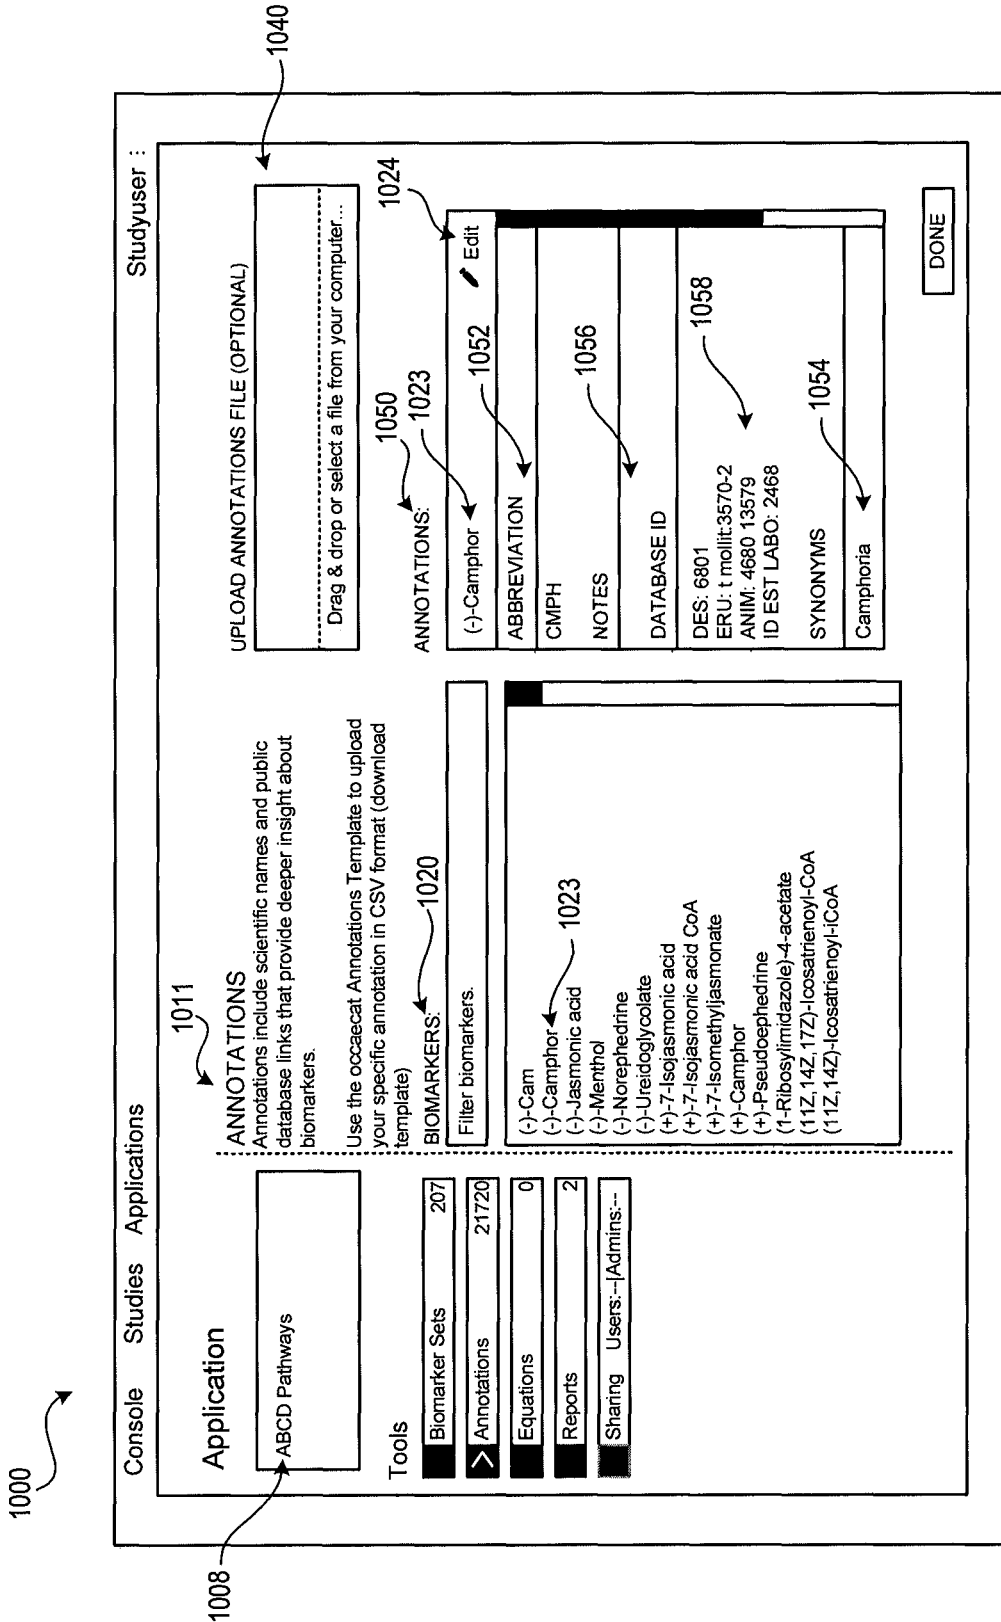 1000
Console Studies Applications Studyuser
Application
1008
ABCD Pathways
Tools
Biomarker Sets 207
> Annotations 21720
Equations 0
Reports 2
Sharing Users:--|Admins:--
1011
ANNOTATIONS
Annotations include scientific names and public
database links that provide deeper insight about
biomarkers.
Use the occaecat Annotations Template to upload
your specific annotation in CSV format (download
template)
BIOMARKERS: 1020
Filter biomarkers.
(-)-Cam
(-)-Camphor 1023
(-)-Jasmonic acid
(-)-Menthol
(-)-Norephedrine
(-)-Ureidoglycolate
(+)-7-Isojasmonic acid
(+)-7-Isojasmonic acid CoA
(+)-7-Isomethyljasmonate
(+)-Camphor
(+)-Pseudoephedrine
(1-Ribosylimidazole)-4-acetate
(11Z,14Z,17Z)-Icosatrienoyl-CoA
(11Z,14Z)-Icosatrienoyl-iCoA
UPLOAD ANNOTATIONS FILE (OPTIONAL)
1040
Drag & drop or select a file from your computer...
1050
ANNOTATIONS: 1023
1024
(-)-Camphor Edit
ABBREVIATION 1052
CMPH
NOTES 1056
DATABASE ID
DES: 6801
ERU: t mollit:3570-2
ANIM: 4680 13579
ID EST LABO: 2468
1058
SYNONYMS
1054
Camphoria
DONE